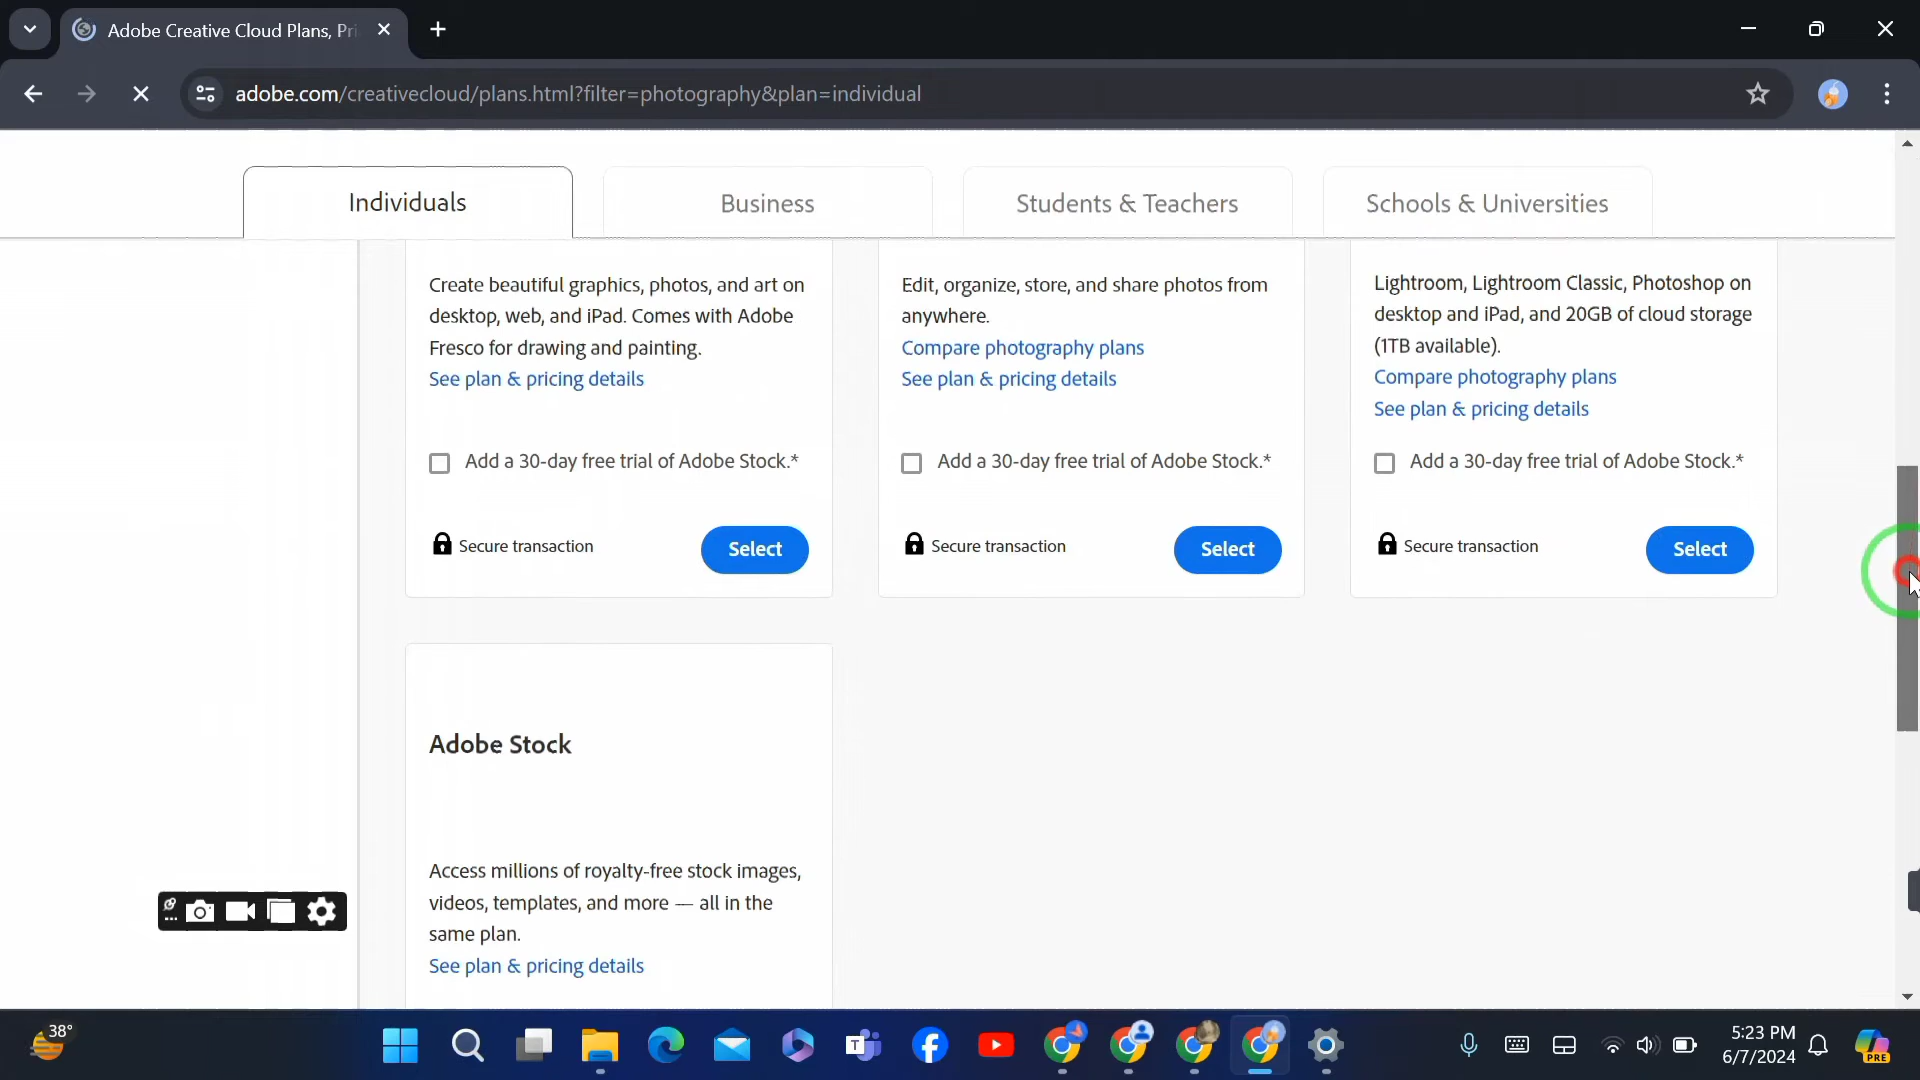 Adobe Creative Cloud Plans, Pri
adobe.com/creativecloud/plans.html?filter=photography&plan=individual
Individuals
Business
Students & Teachers
Schools & Universities
Create beautiful graphics, photos, and art on
desktop, web, and iPad. Comes with Adobe
Fresco for drawing and painting.
See plan & pricing details
Add a 30-day free trial of Adobe Stock.*
Secure transaction
Select
Edit, organize, store, and share photos from
anywhere.
Compare photography plans
See plan & pricing details
Add a 30-day free trial of Adobe Stock.*
Secure transaction
Select
Lightroom, Lightroom Classic, Photoshop on
desktop and iPad, and 20GB of cloud storage
(1TB available).
Compare photography plans
See plan & pricing details
Add a 30-day free trial of Adobe Stock.*
Secure transaction
Select
Adobe Stock
Access millions of royalty-free stock images,
videos, templates, and more — all in the
same plan.
See plan & pricing details
38°
T
5:23 PM
6/7/2024
PRE